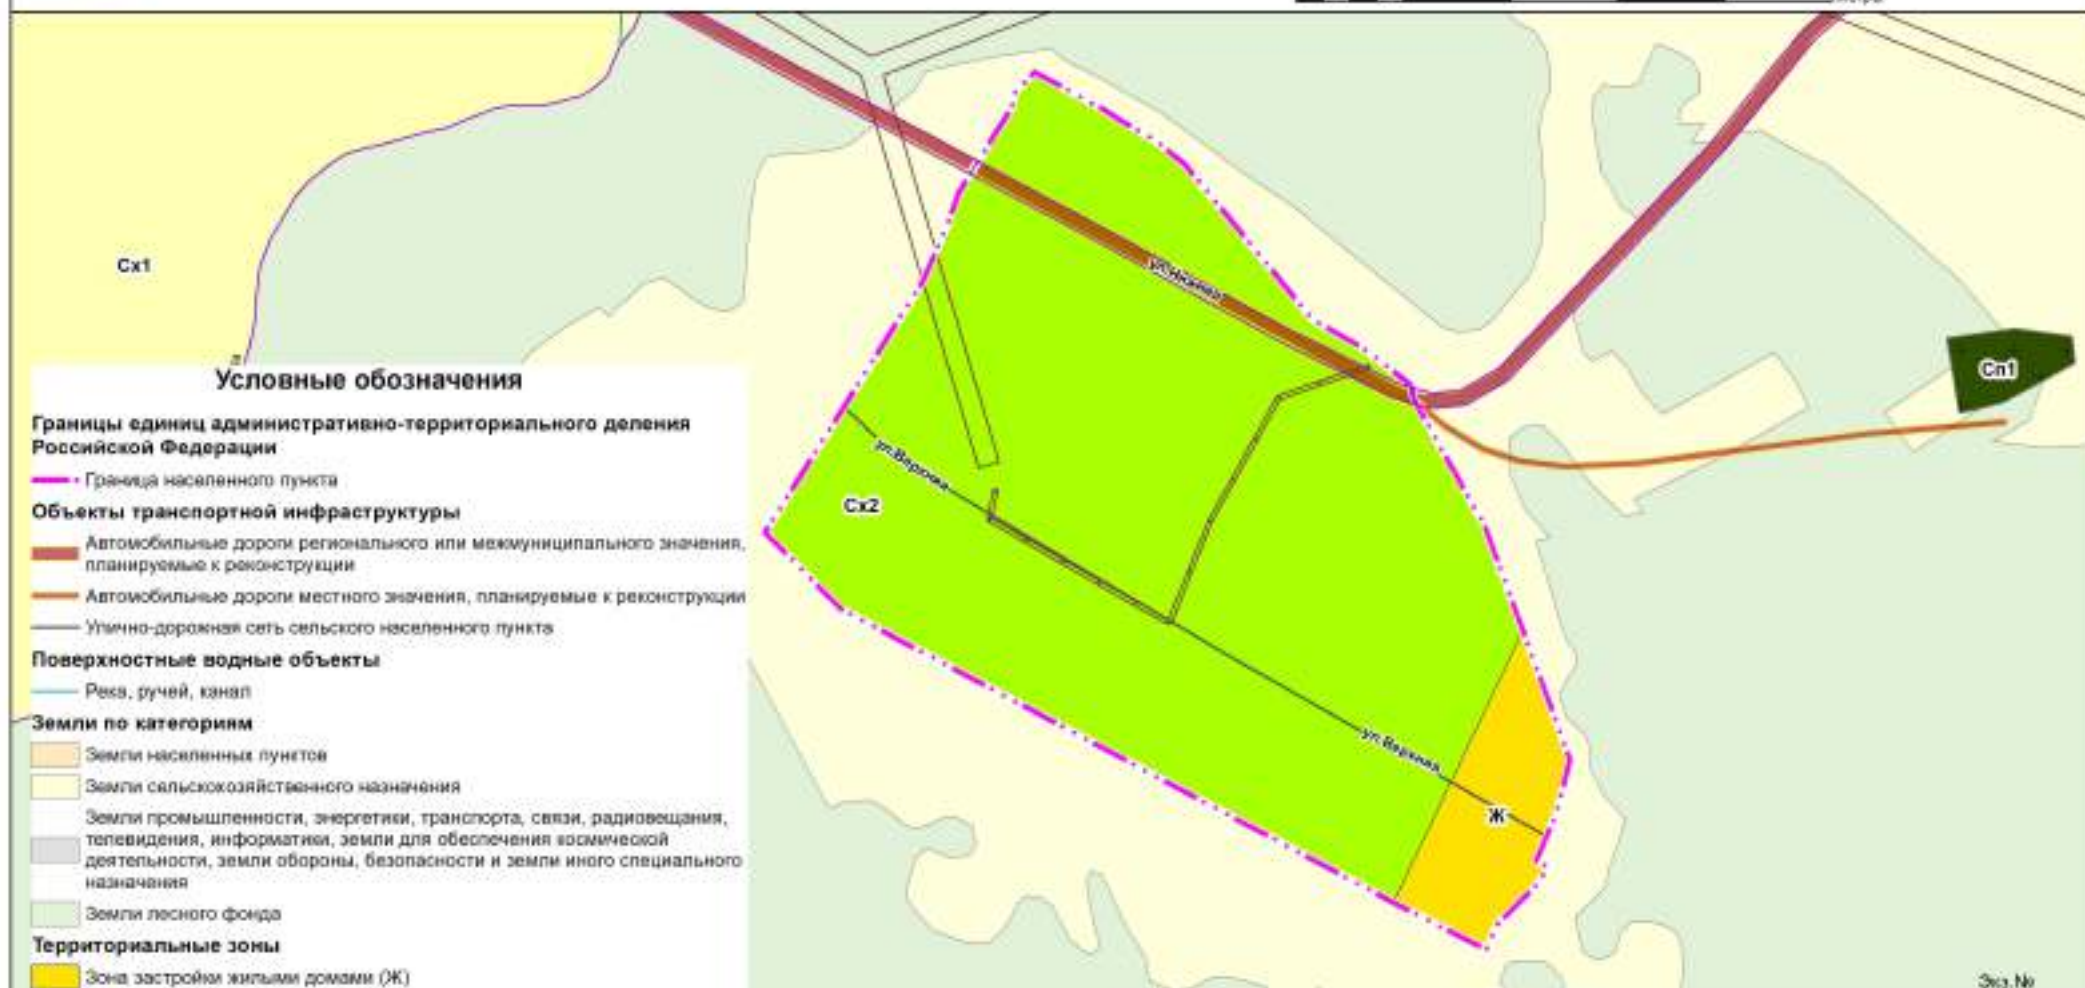 Сх1
Условные обозначения
Границы единиц административно-территориального деления
Российской Федерации
Граница населенного пункта
Объекты транспортной инфраструктуры
Автомобильные дороги регионального или межмуниципального значения,
планируемые к реконструкции
Автомобильные дороги местного значения, планируемые к реконструкции
Улично-дорожная сеть сельского населенного пункта
Поверхностные водные объекты
Река, ручей, канал
Земли по категориям
Земли населенных пунктов
Земли сельскохозяйственного назначения
Земли промышленности, энергетики, транспорта, связи, радиовещания,
телевидения, информатики, земли для обеспечения космической
деятельности, земли обороны, безопасности и земли иного специального
назначения
Земли лесного фонда
Территориальные зоны
Зона застройки жилыми домами (Ж)
ул.Нижняя
ул.Верхняя
Сх2
ул.Верхняя
Ж
Сп1
Экз.№